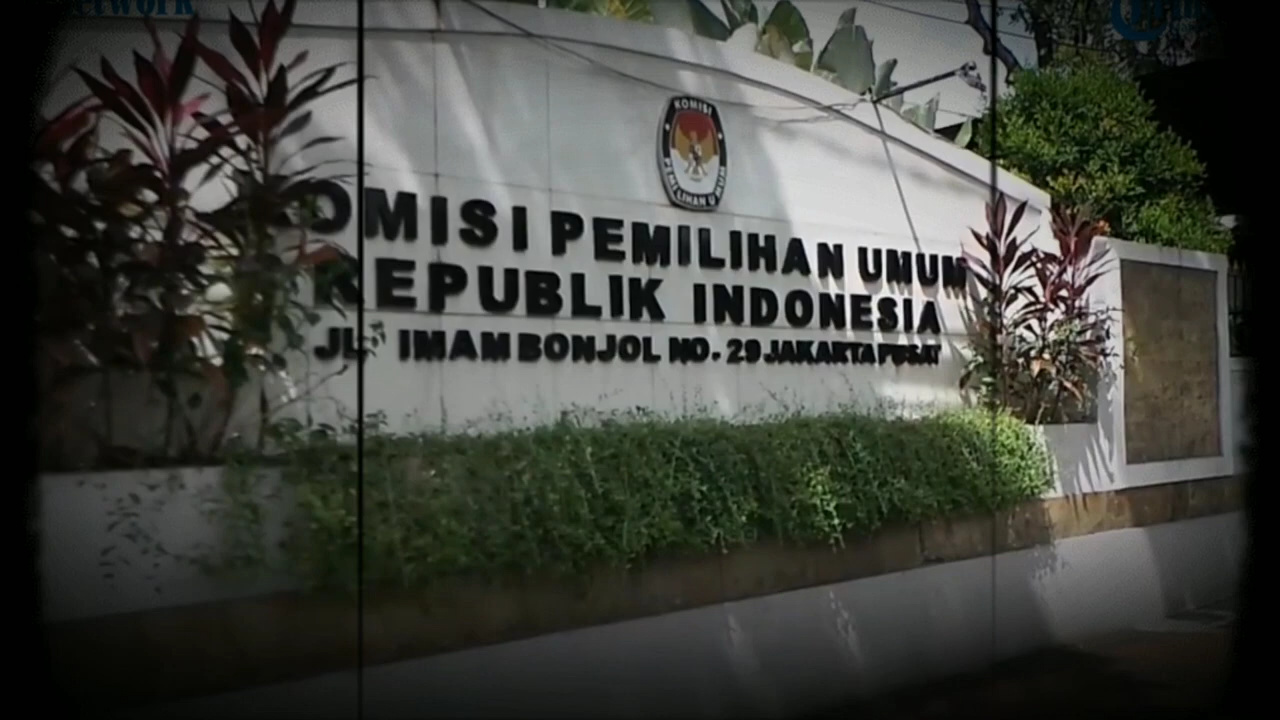 KOMISI
PEMILIHAN UMUM
KOMISI PEMILIHAN UMUM
REPUBLIK INDONESIA
JL. IMAM BONJOL NO. 29 JAKARTA PUSAT